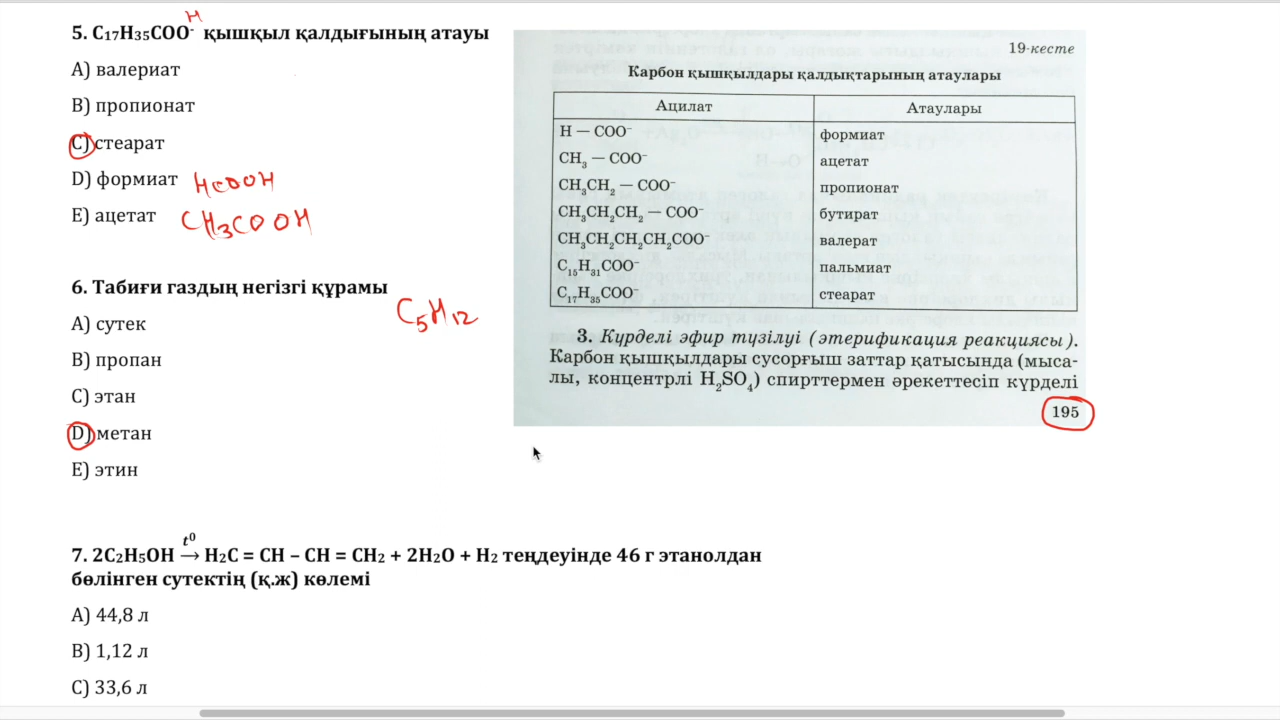 5. C₁₇H₃₅COO⁻ H қышқыл қалдығының атауы
A) валериат
B) пропионат
C) стеарат
D) формиат HCOOH
E) ацетат CH₃COOH
6. Табиғи газдың негізгі құрамы
C₅H₁₂
A) сутек
B) пропан
C) этан
D) метан
E) этин
7. 2C₂H₅OH t⁰ → H₂C = CH – CH = CH₂ + 2H₂O + H₂ теңдеуінде 46 г этанолдан
бөлінген сутектің (қ.ж) көлемі
A) 44,8 л
B) 1,12 л
C) 33,6 л
19-кесте
Карбон қышқылдары қалдықтарының атаулары
Ацилат Атаулары
H — COO⁻ формиат
CH₃ — COO⁻ ацетат
CH₃CH₂ — COO⁻ пропионат
CH₃CH₂CH₂ — COO⁻ бутират
CH₃CH₂CH₂CH₂COO⁻ валерат
C₁₅H₃₁COO⁻ пальмиат
C₁₇H₃₅COO⁻ стеарат
3. Күрделі эфир түзілуі (этерификация реакциясы).
Карбон қышқылдары сусорғыш заттар қатысында (мыса-
лы, концентрлі H₂SO₄) спирттермен әрекеттесіп күрделі
195